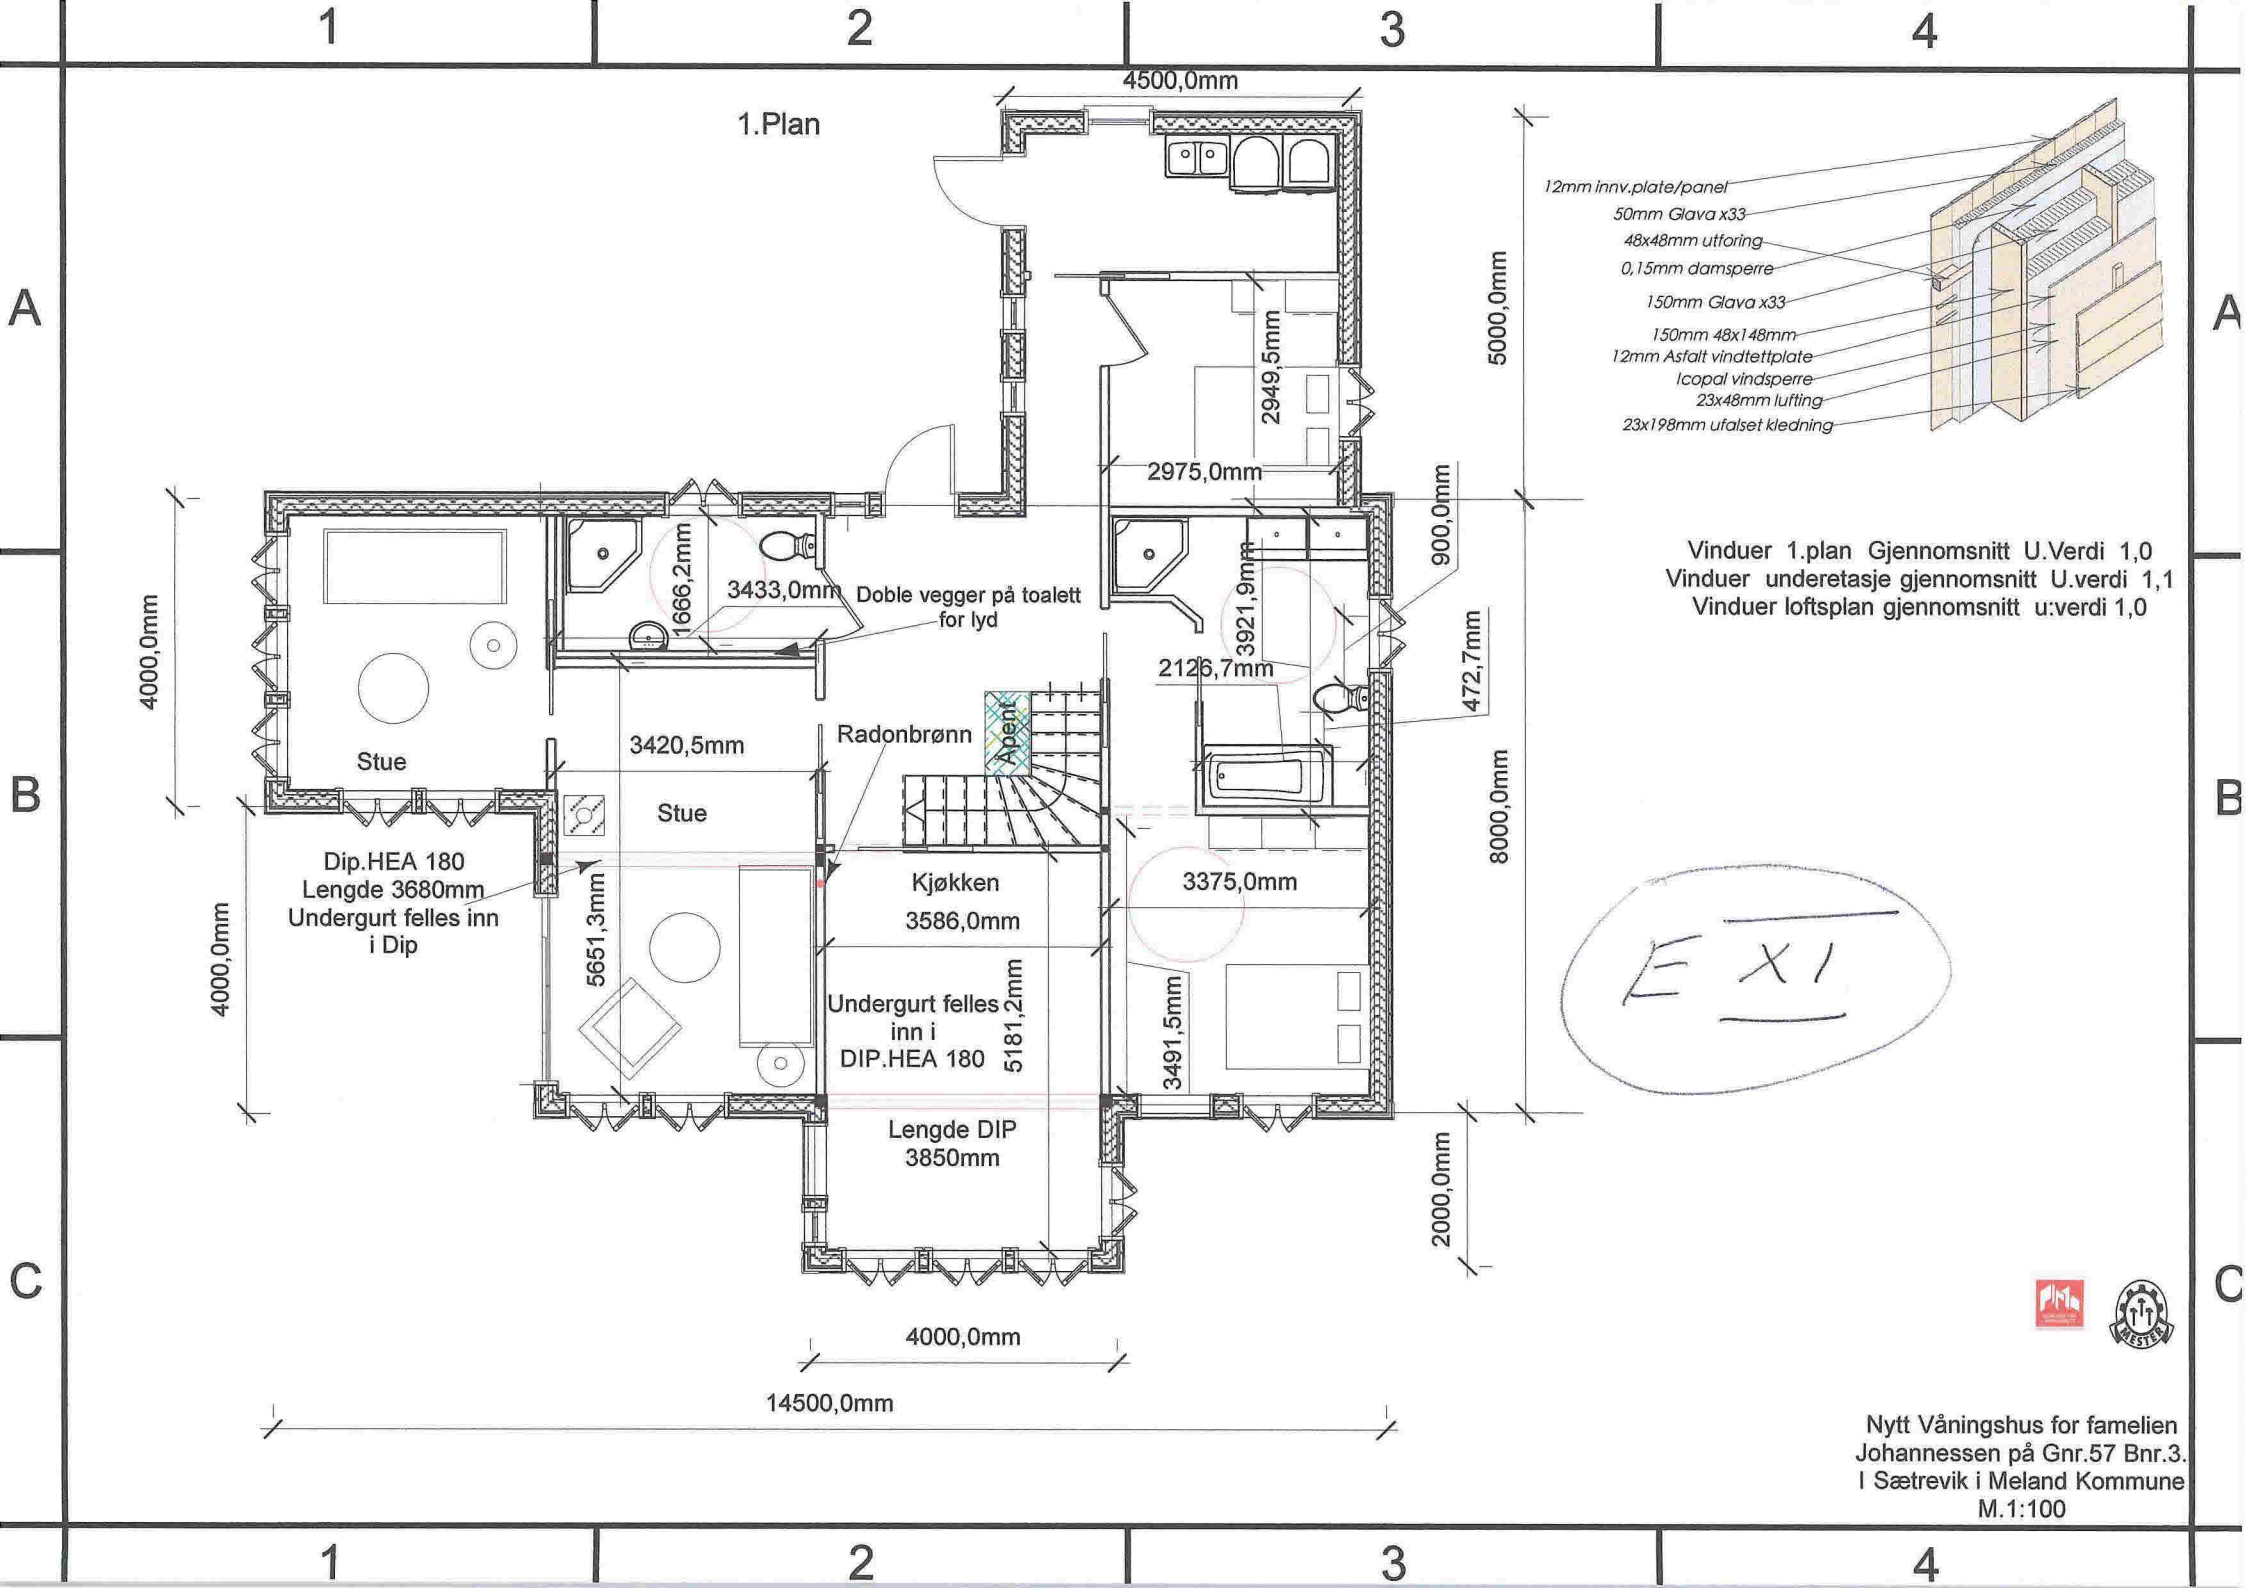 1
2
3
4
A
A
B
B
C
C
1
2
3
4
1.Plan
4500,0mm
5000,0mm
2949,5mm
2975,0mm
900,0mm
12mm innv.plate/panel
50mm Glava x33
48x48mm utforing
0,15mm damsperre
150mm Glava x33
150mm 48x148mm
12mm Asfalt vindtettplate
Icopal vindsperre
23x48mm lufting
23x198mm ufalset kledning
Vinduer 1.plan Gjennomsnitt U.Verdi 1,0
Vinduer underetasje gjennomsnitt U.verdi 1,1
Vinduer loftsplan gjennomsnitt u:verdi 1,0
4000,0mm
1666,2mm
3433,0mm
Doble vegger på toalett
for lyd
3921,9mm
2126,7mm
472,7mm
8000,0mm
Stue
3420,5mm
Radonbrønn
Åpent
Stue
Dip.HEA 180
Lengde 3680mm
Undergurt felles inn
i Dip
4000,0mm
5651,3mm
Kjøkken
3586,0mm
3375,0mm
Undergurt felles
inn i
DIP.HEA 180
5181,2mm
3491,5mm
Lengde DIP
3850mm
2000,0mm
4000,0mm
14500,0mm
E X1
MESTER
Nytt Våningshus for famelien
Johannessen på Gnr.57 Bnr.3.
I Sætrevik i Meland Kommune
M.1:100